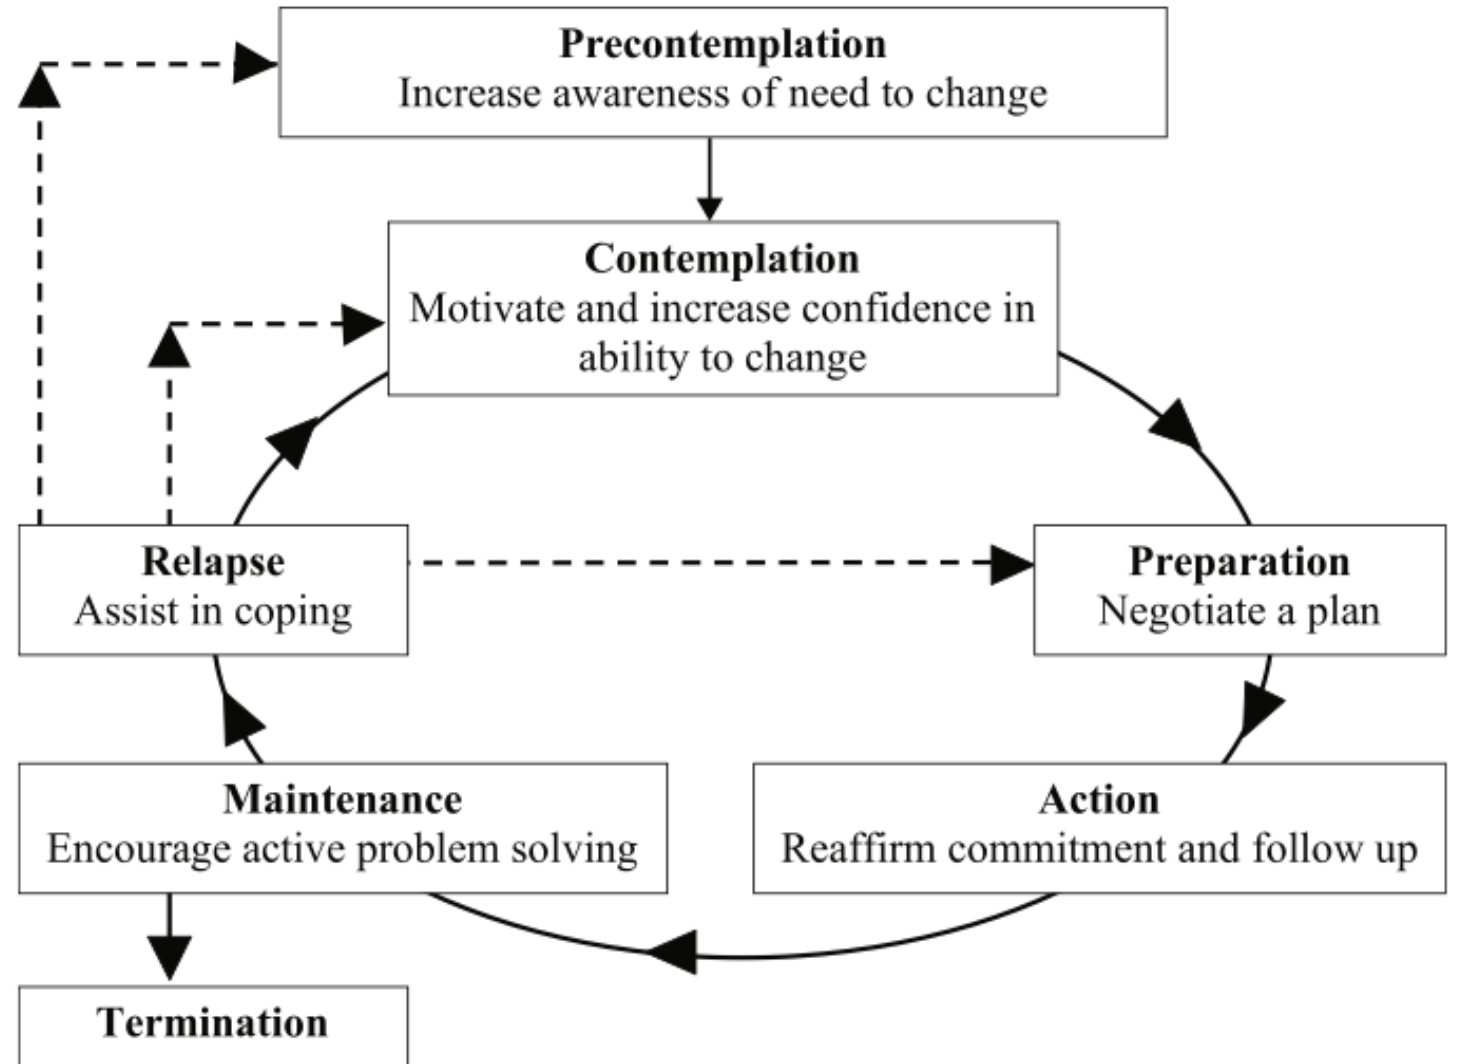 Precontemplation
Increase awareness of need to change
Contemplation
Motivate and increase confidence in
ability to change
Relapse
Assist in coping
Preparation
Negotiate a plan
Maintenance
Encourage active problem solving
Action
Reaffirm commitment and follow up
Termination